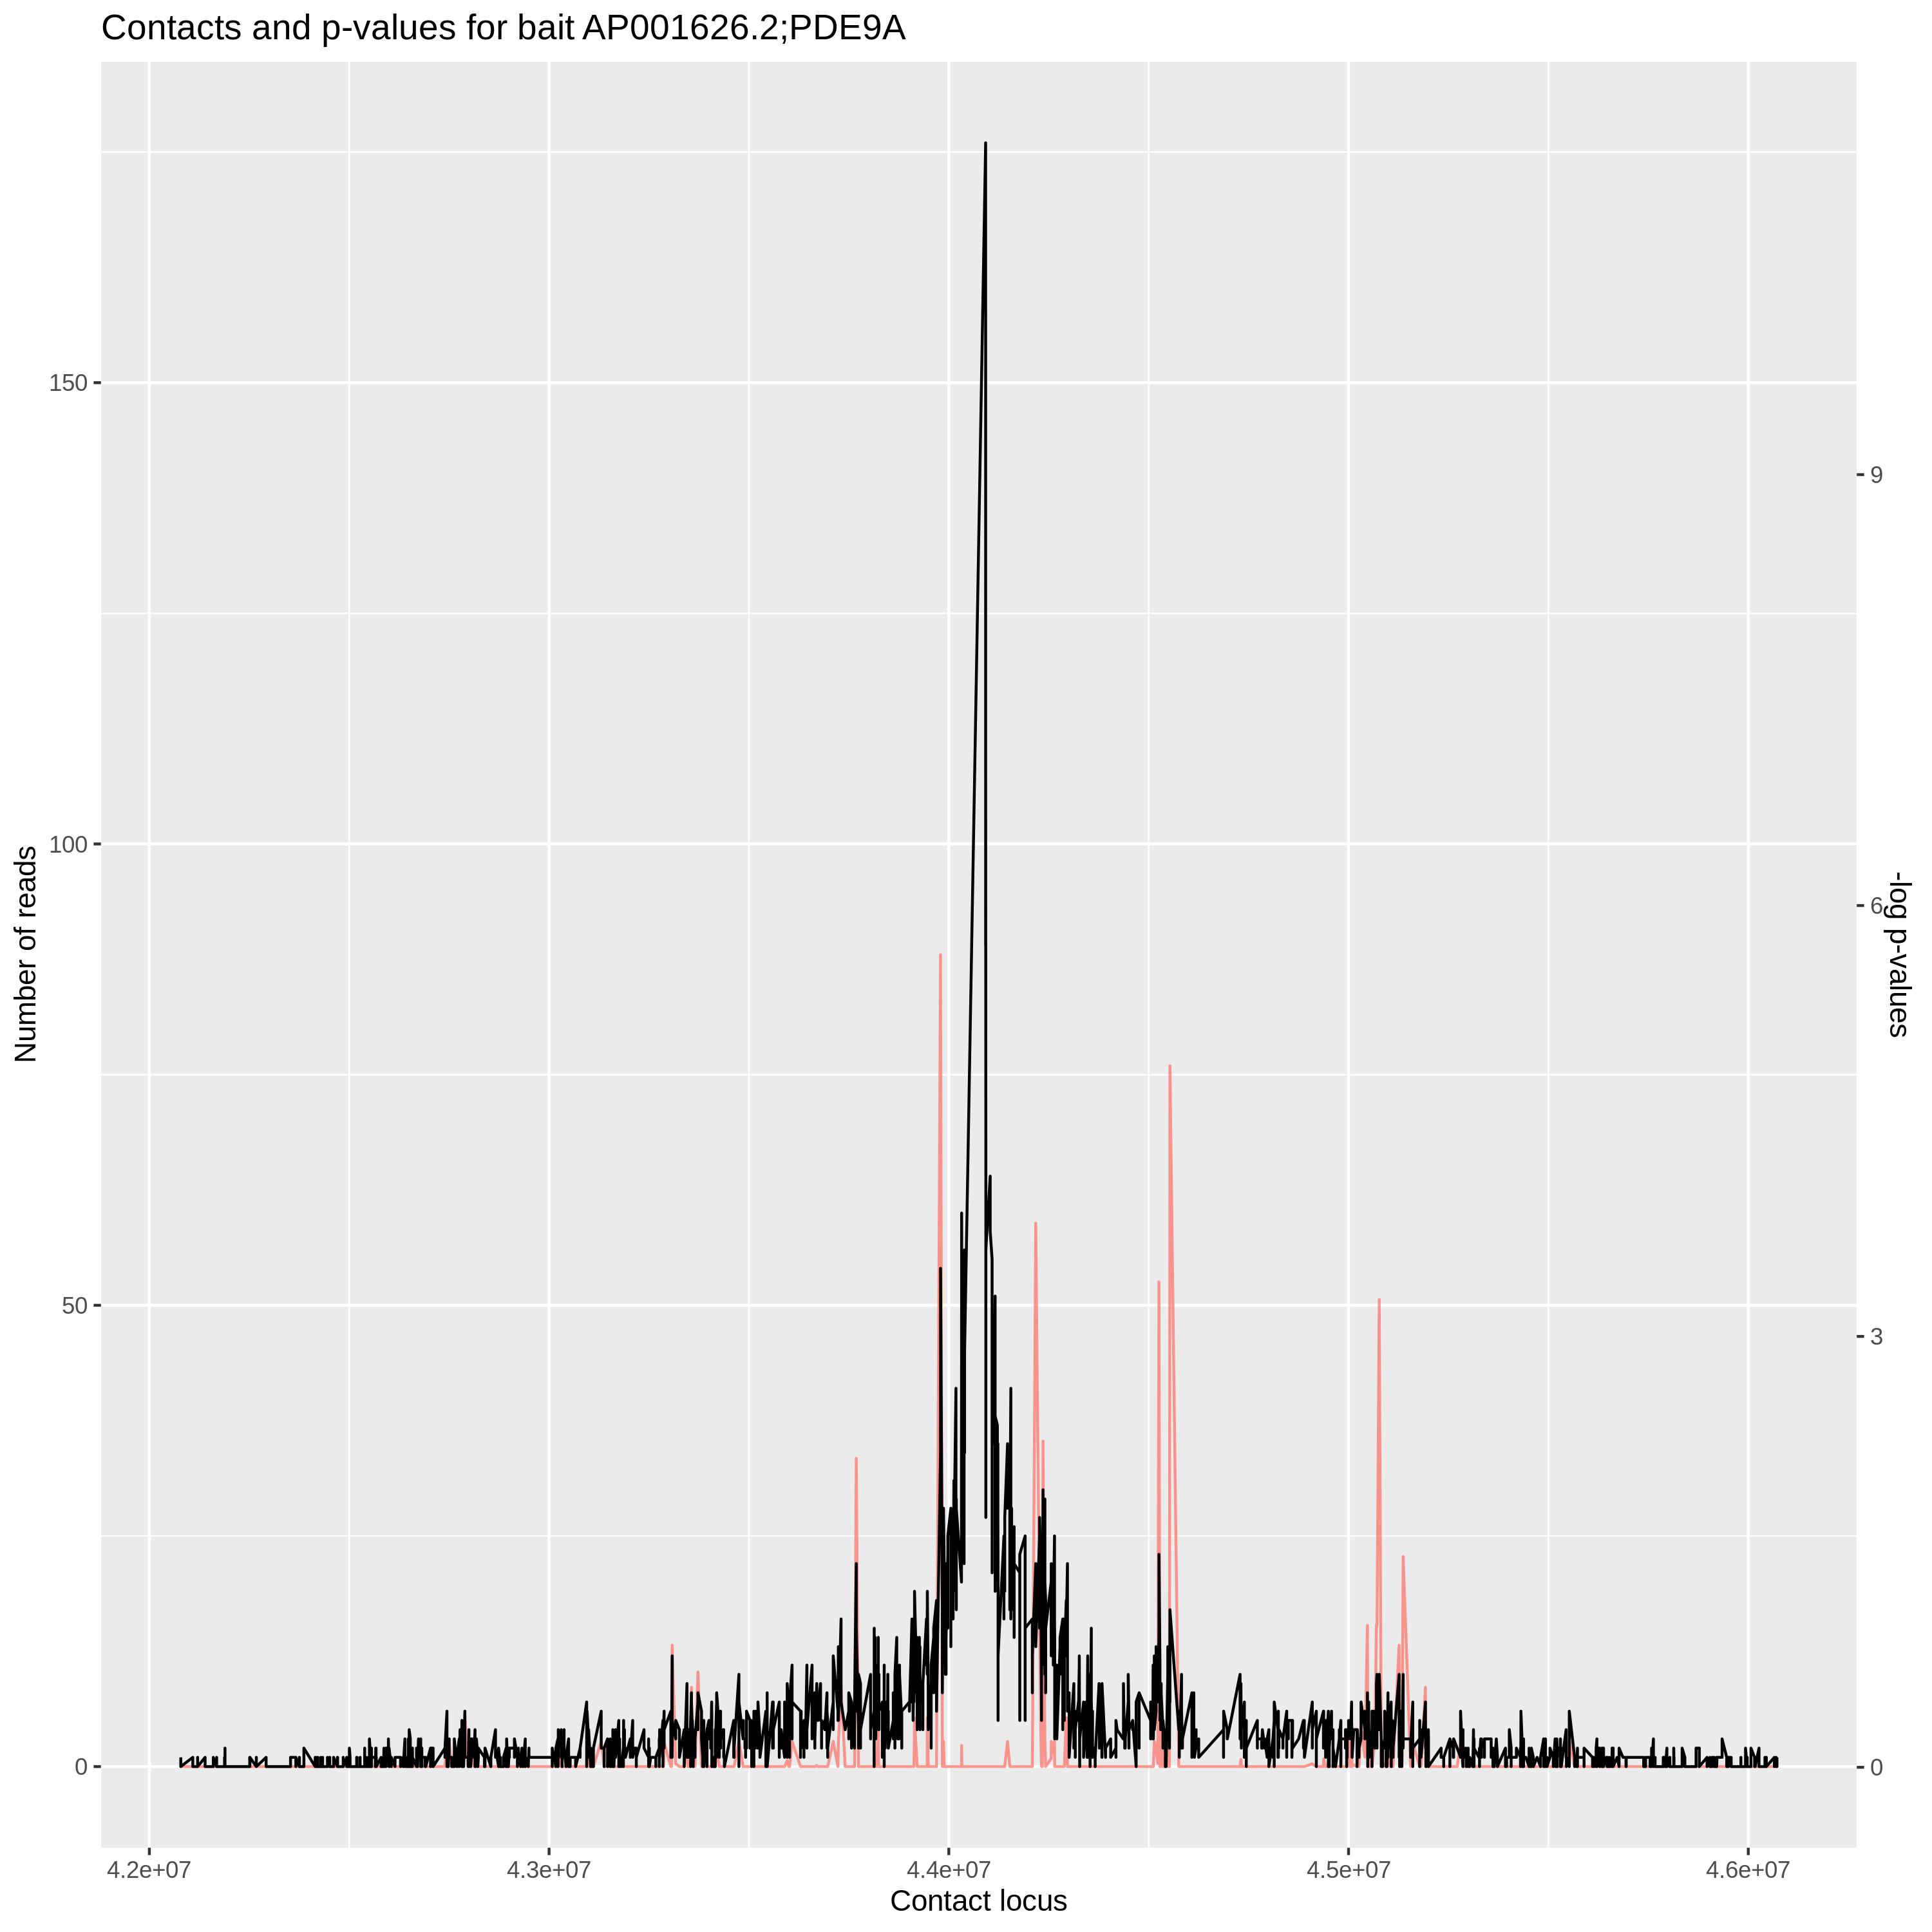 Contacts and p-values for bait AP001626.2;PDE9A
150
100
50
0
Number of reads
9
6
3
0
-log p-values
4.2e+07
4.3e+07
4.4e+07
4.5e+07
4.6e+07
Contact locus